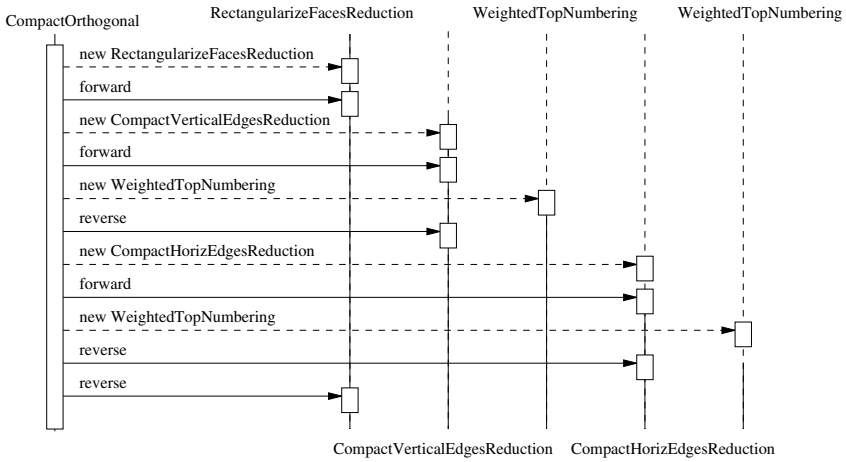 RectangularizeFacesReduction WeightedTopNumbering WeightedTopNumbering
CompactOrthogonal
new RectangularizeFacesReduction
forward
new CompactVerticalEdgesReduction
forward
new WeightedTopNumbering
reverse
new CompactHorizEdgesReduction
forward
new WeightedTopNumbering
reverse
reverse
CompactVerticalEdgesReduction CompactHorizEdgesReduction